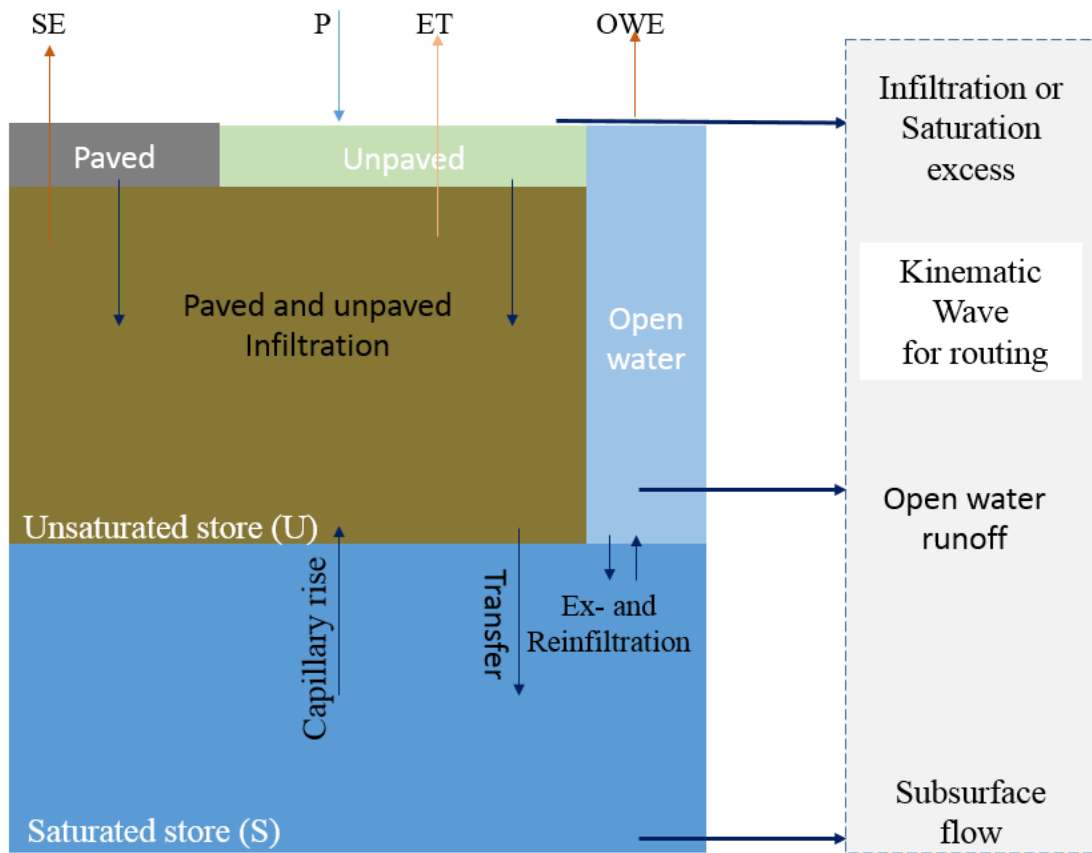 SE
P
ET
OWE
Paved
Unpaved
Infiltration or
Saturation
excess
Paved and unpaved
Infiltration
Open
water
Kinematic
Wave
for routing
Open water
runoff
Unsaturated store (U)
Capillary rise
Transfer
Ex- and
Reinfiltration
Saturated store (S)
Subsurface
flow